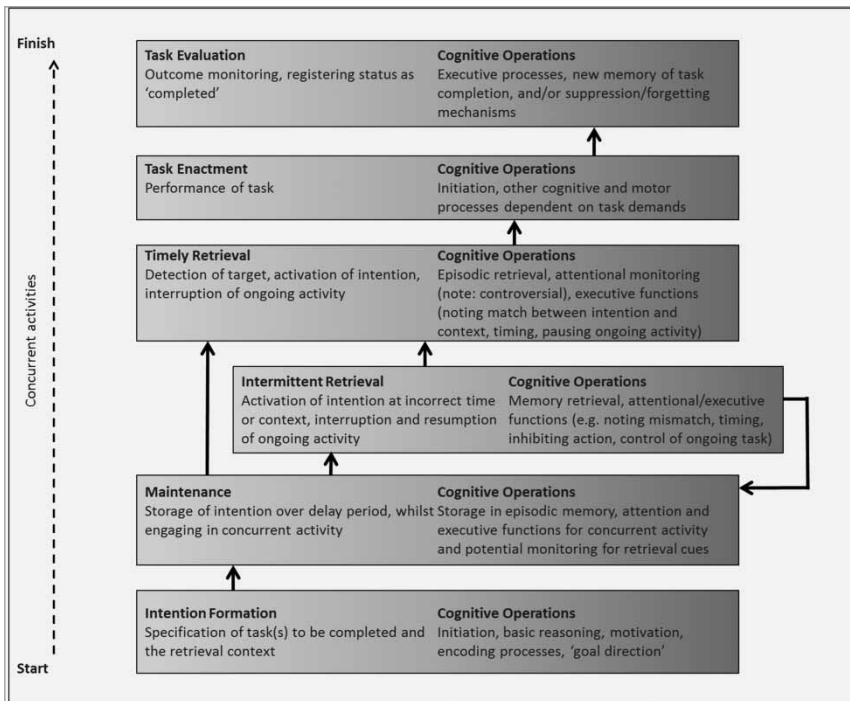 Finish
Task Evaluation
Outcome monitoring, registering status as
‘completed’
Cognitive Operations
Executive processes, new memory of task
completion, and/or suppression/forgetting
mechanisms
Task Enactment
Performance of task
Cognitive Operations
Initiation, other cognitive and motor
processes dependent on task demands
Timely Retrieval
Detection of target, activation of intention,
interruption of ongoing activity
Cognitive Operations
Episodic retrieval, attentional monitoring
(note: controversial), executive functions
(noting match between intention and
context, timing, pausing ongoing activity)
Concurrent activities
Intermittent Retrieval
Activation of intention at incorrect time
or context, interruption and resumption
of ongoing activity
Cognitive Operations
Memory retrieval, attentional/executive
functions (e.g. noting mismatch, timing,
inhibiting action, control of ongoing task)
Maintenance
Storage of intention over delay period, whilst
engaging in concurrent activity
Cognitive Operations
Storage in episodic memory, attention and
executive functions for concurrent activity
and potential monitoring for retrieval cues
Intention Formation
Specification of task(s) to be completed and
the retrieval context
Cognitive Operations
Initiation, basic reasoning, motivation,
encoding processes, ‘goal direction’
Start